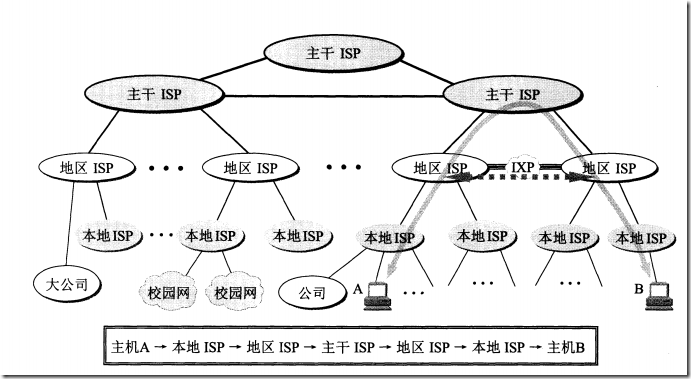 主干 ISP
主干 ISP
主干 ISP
地区 ISP
•••
地区 ISP
•••
地区 ISP
IXP
地区 ISP
本地ISP
•••
本地ISP
本地ISP
本地ISP
本地ISP
本地ISP
本地ISP
大公司
校园网
校园网
公司
A
...
...
...
...
B
主机A → 本地 ISP → 地区 ISP → 主干 ISP → 地区 ISP → 本地 ISP → 主机B